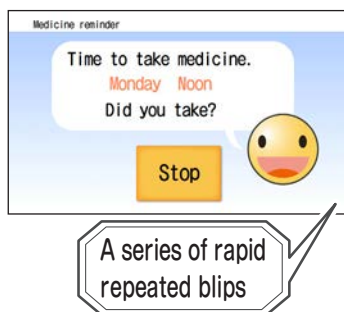 Medicine reminder
Time to take medicine.
Monday Noon
Did you take?
Stop
A series of rapid
repeated blips